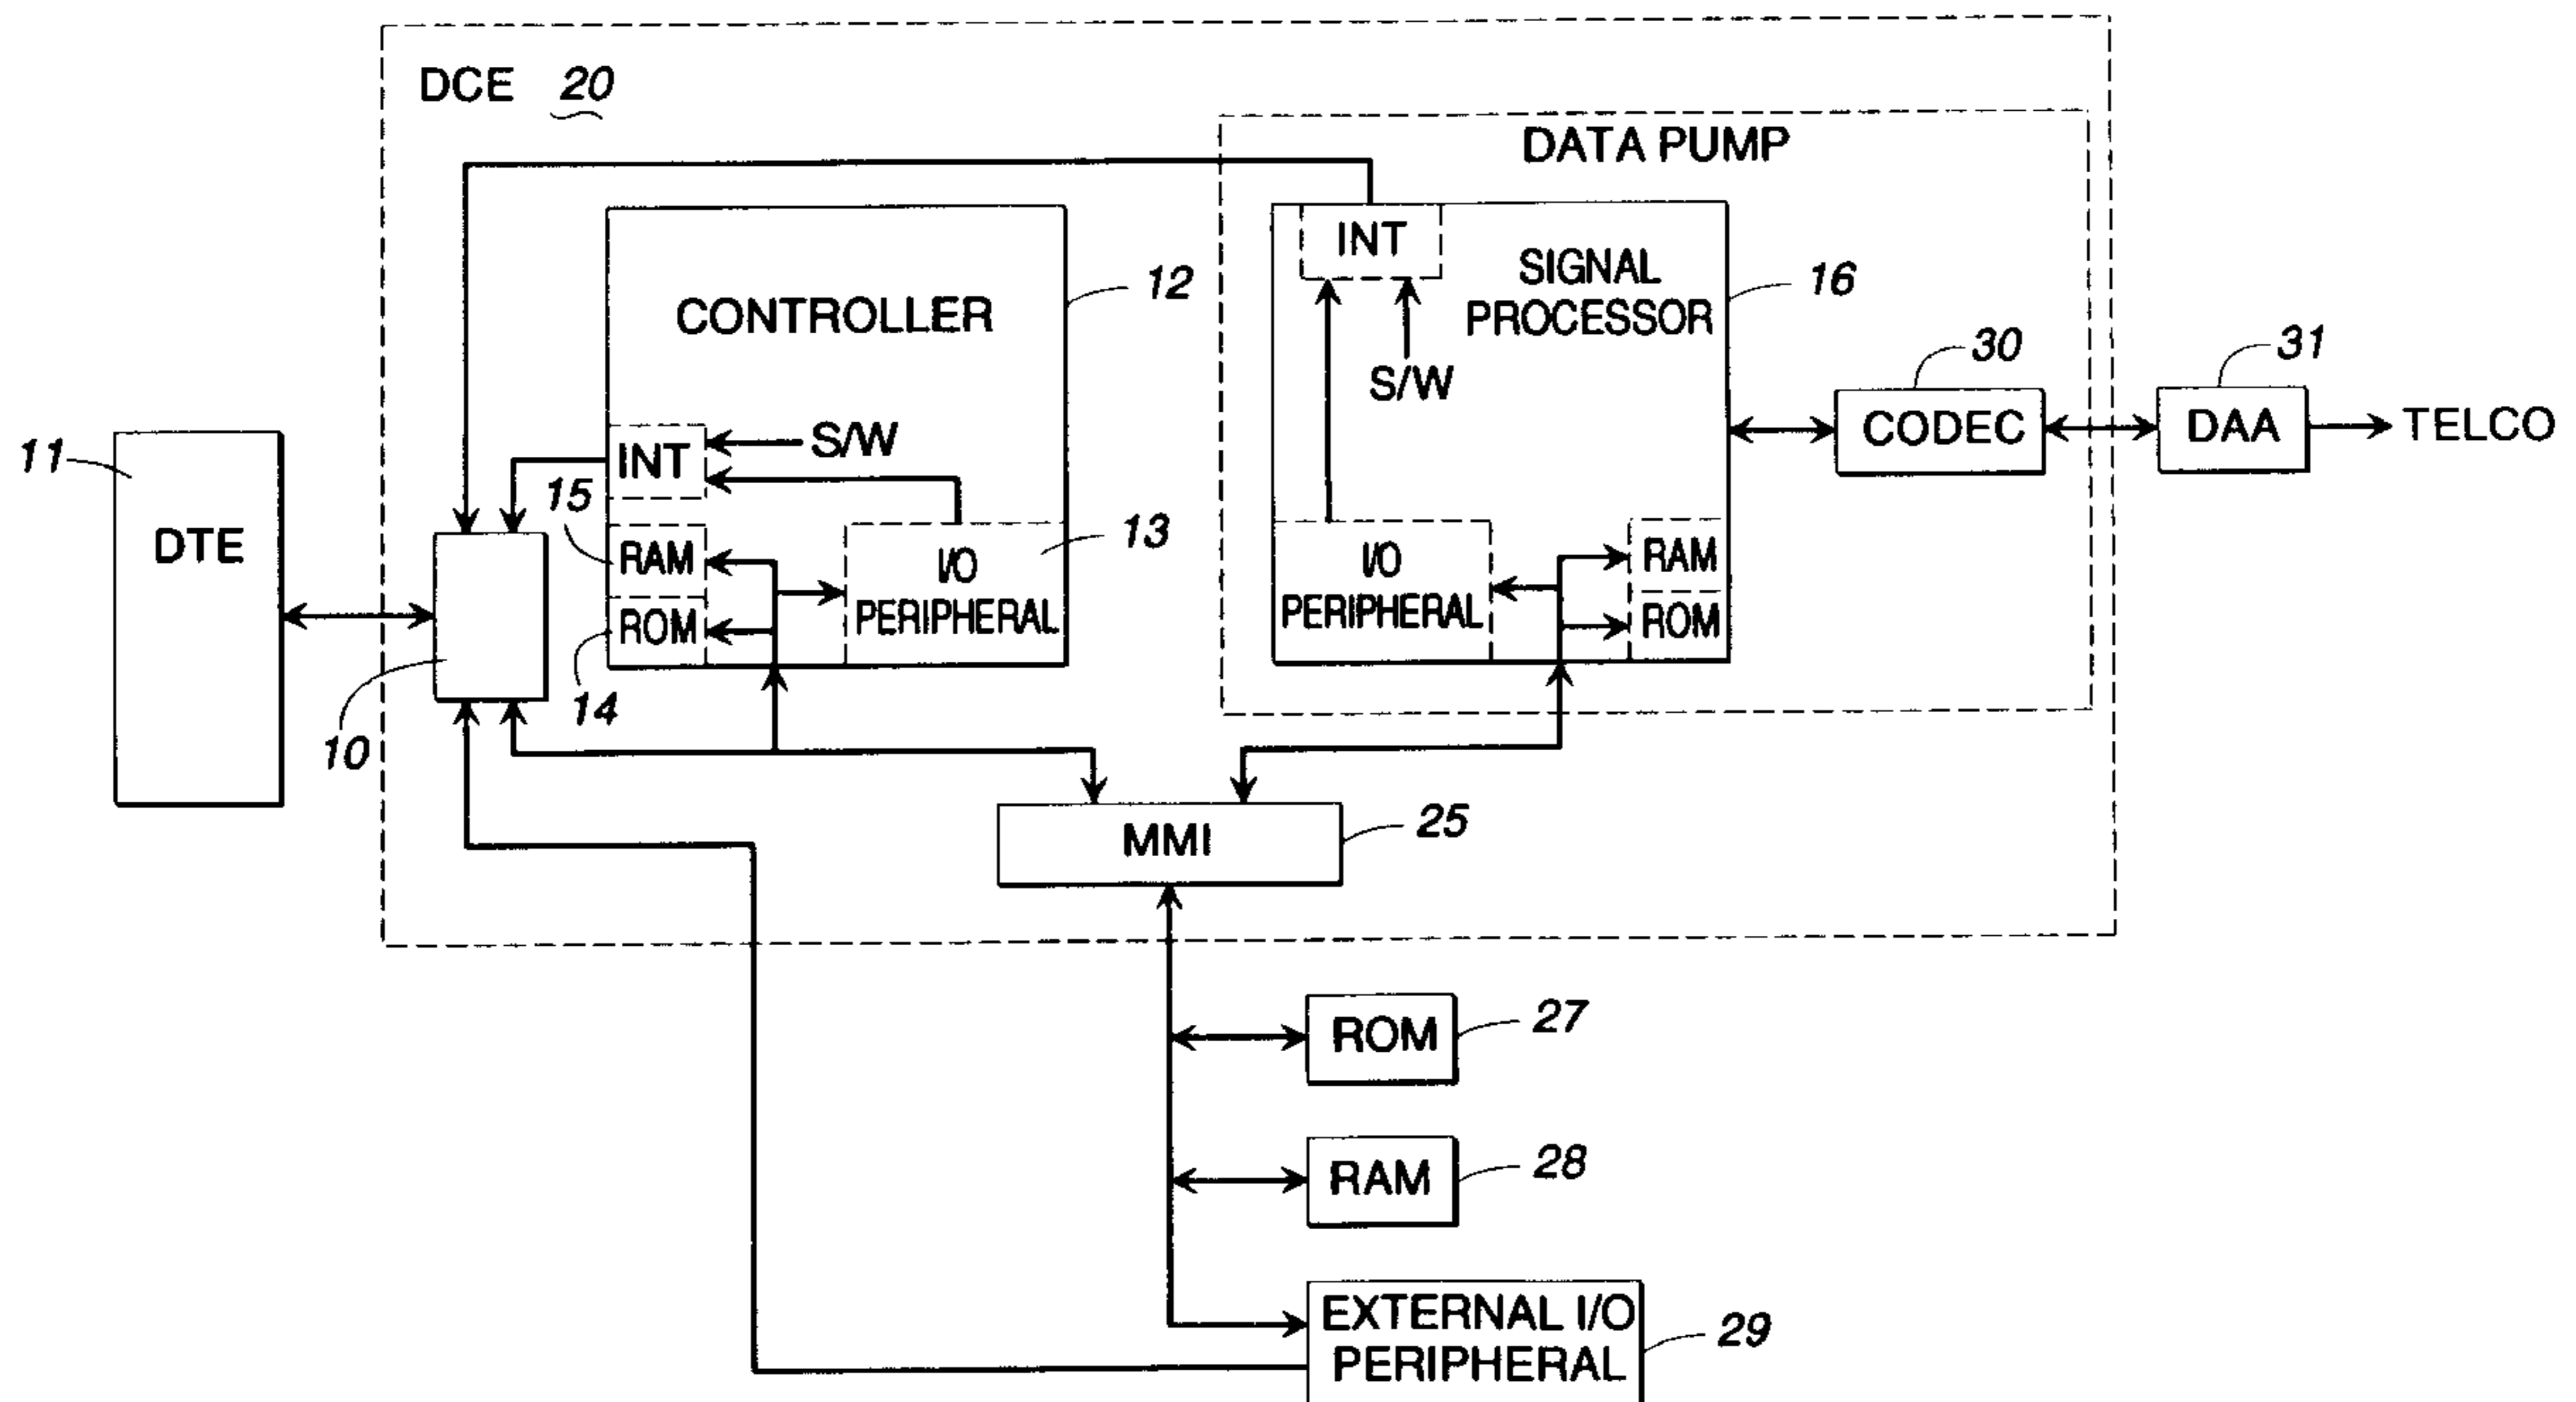 DCE 20
DATA PUMP
INT
SIGNAL
PROCESSOR
16
S/W
CONTROLLER
12
30
CODEC
31
DAA
TELCO
11
DTE
INT
S/W
15
RAM
ROM
14
I/O
PERIPHERAL
13
I/O
PERIPHERAL
RAM
ROM
10
MMI
25
ROM
27
RAM
28
EXTERNAL I/O
PERIPHERAL
29